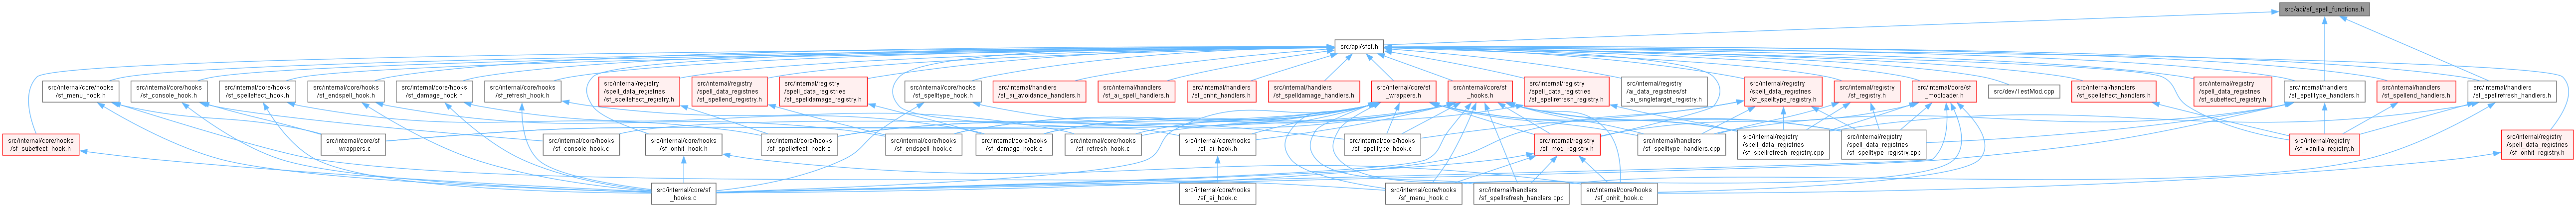 src/api/sf_spell_functions.h
src/api/sfsf.h
src/internal/core/hooks
/sf_menu_hook.h
src/internal/core/hooks
/sf_console_hook.h
src/internal/core/hooks
/sf_spelleffect_hook.h
src/internal/core/hooks
/sf_endspell_hook.h
src/internal/core/hooks
/sf_damage_hook.h
src/internal/core/hooks
/sf_refresh_hook.h
src/internal/registry
/spell_data_registries
/sf_spelleffect_registry.h
src/internal/registry
/spell_data_registries
/sf_spellend_registry.h
src/internal/registry
/spell_data_registries
/sf_spelldamage_registry.h
src/internal/core/hooks
/sf_spelltype_hook.h
src/internal/handlers
/sf_ai_avoidance_handlers.h
src/internal/handlers
/sf_ai_spell_handlers.h
src/internal/handlers
/sf_onhit_handlers.h
src/internal/handlers
/sf_spelldamage_handlers.h
src/internal/core/sf
_wrappers.h
src/internal/core/sf
_hooks.h
src/internal/registry
/spell_data_registries
/sf_spellrefresh_registry.h
src/internal/registry
/ai_data_registries/sf
_ai_singletarget_registry.h
src/internal/registry
/spell_data_registries
/sf_spelltype_registry.h
src/internal/registry
/sf_registry.h
src/internal/core/sf
_modloader.h
src/dev/TestMod.cpp
src/internal/handlers
/sf_spelleffect_handlers.h
src/internal/registry
/spell_data_registries
/sf_subeffect_registry.h
src/internal/handlers
/sf_spelltype_handlers.h
src/internal/handlers
/sf_spellend_handlers.h
src/internal/handlers
/sf_spellrefresh_handlers.h
src/internal/core/hooks
/sf_subeffect_hook.h
src/internal/core/sf
_wrappers.c
src/internal/core/hooks
/sf_console_hook.c
src/internal/core/hooks
/sf_onhit_hook.h
src/internal/core/hooks
/sf_spelleffect_hook.c
src/internal/core/hooks
/sf_endspell_hook.c
src/internal/core/hooks
/sf_damage_hook.c
src/internal/core/hooks
/sf_refresh_hook.c
src/internal/core/hooks
/sf_ai_hook.h
src/internal/core/hooks
/sf_spelltype_hook.c
src/internal/registry
/sf_mod_registry.h
src/internal/handlers
/sf_spelltype_handlers.cpp
src/internal/registry
/spell_data_registries
/sf_spellrefresh_registry.cpp
src/internal/registry
/spell_data_registries
/sf_spelltype_registry.cpp
src/internal/registry
/sf_vanilla_registry.h
src/internal/registry
/spell_data_registries
/sf_onhit_registry.h
src/internal/core/sf
_hooks.c
src/internal/core/hooks
/sf_ai_hook.c
src/internal/core/hooks
/sf_menu_hook.c
src/internal/handlers
/sf_spellrefresh_handlers.cpp
src/internal/core/hooks
/sf_onhit_hook.c